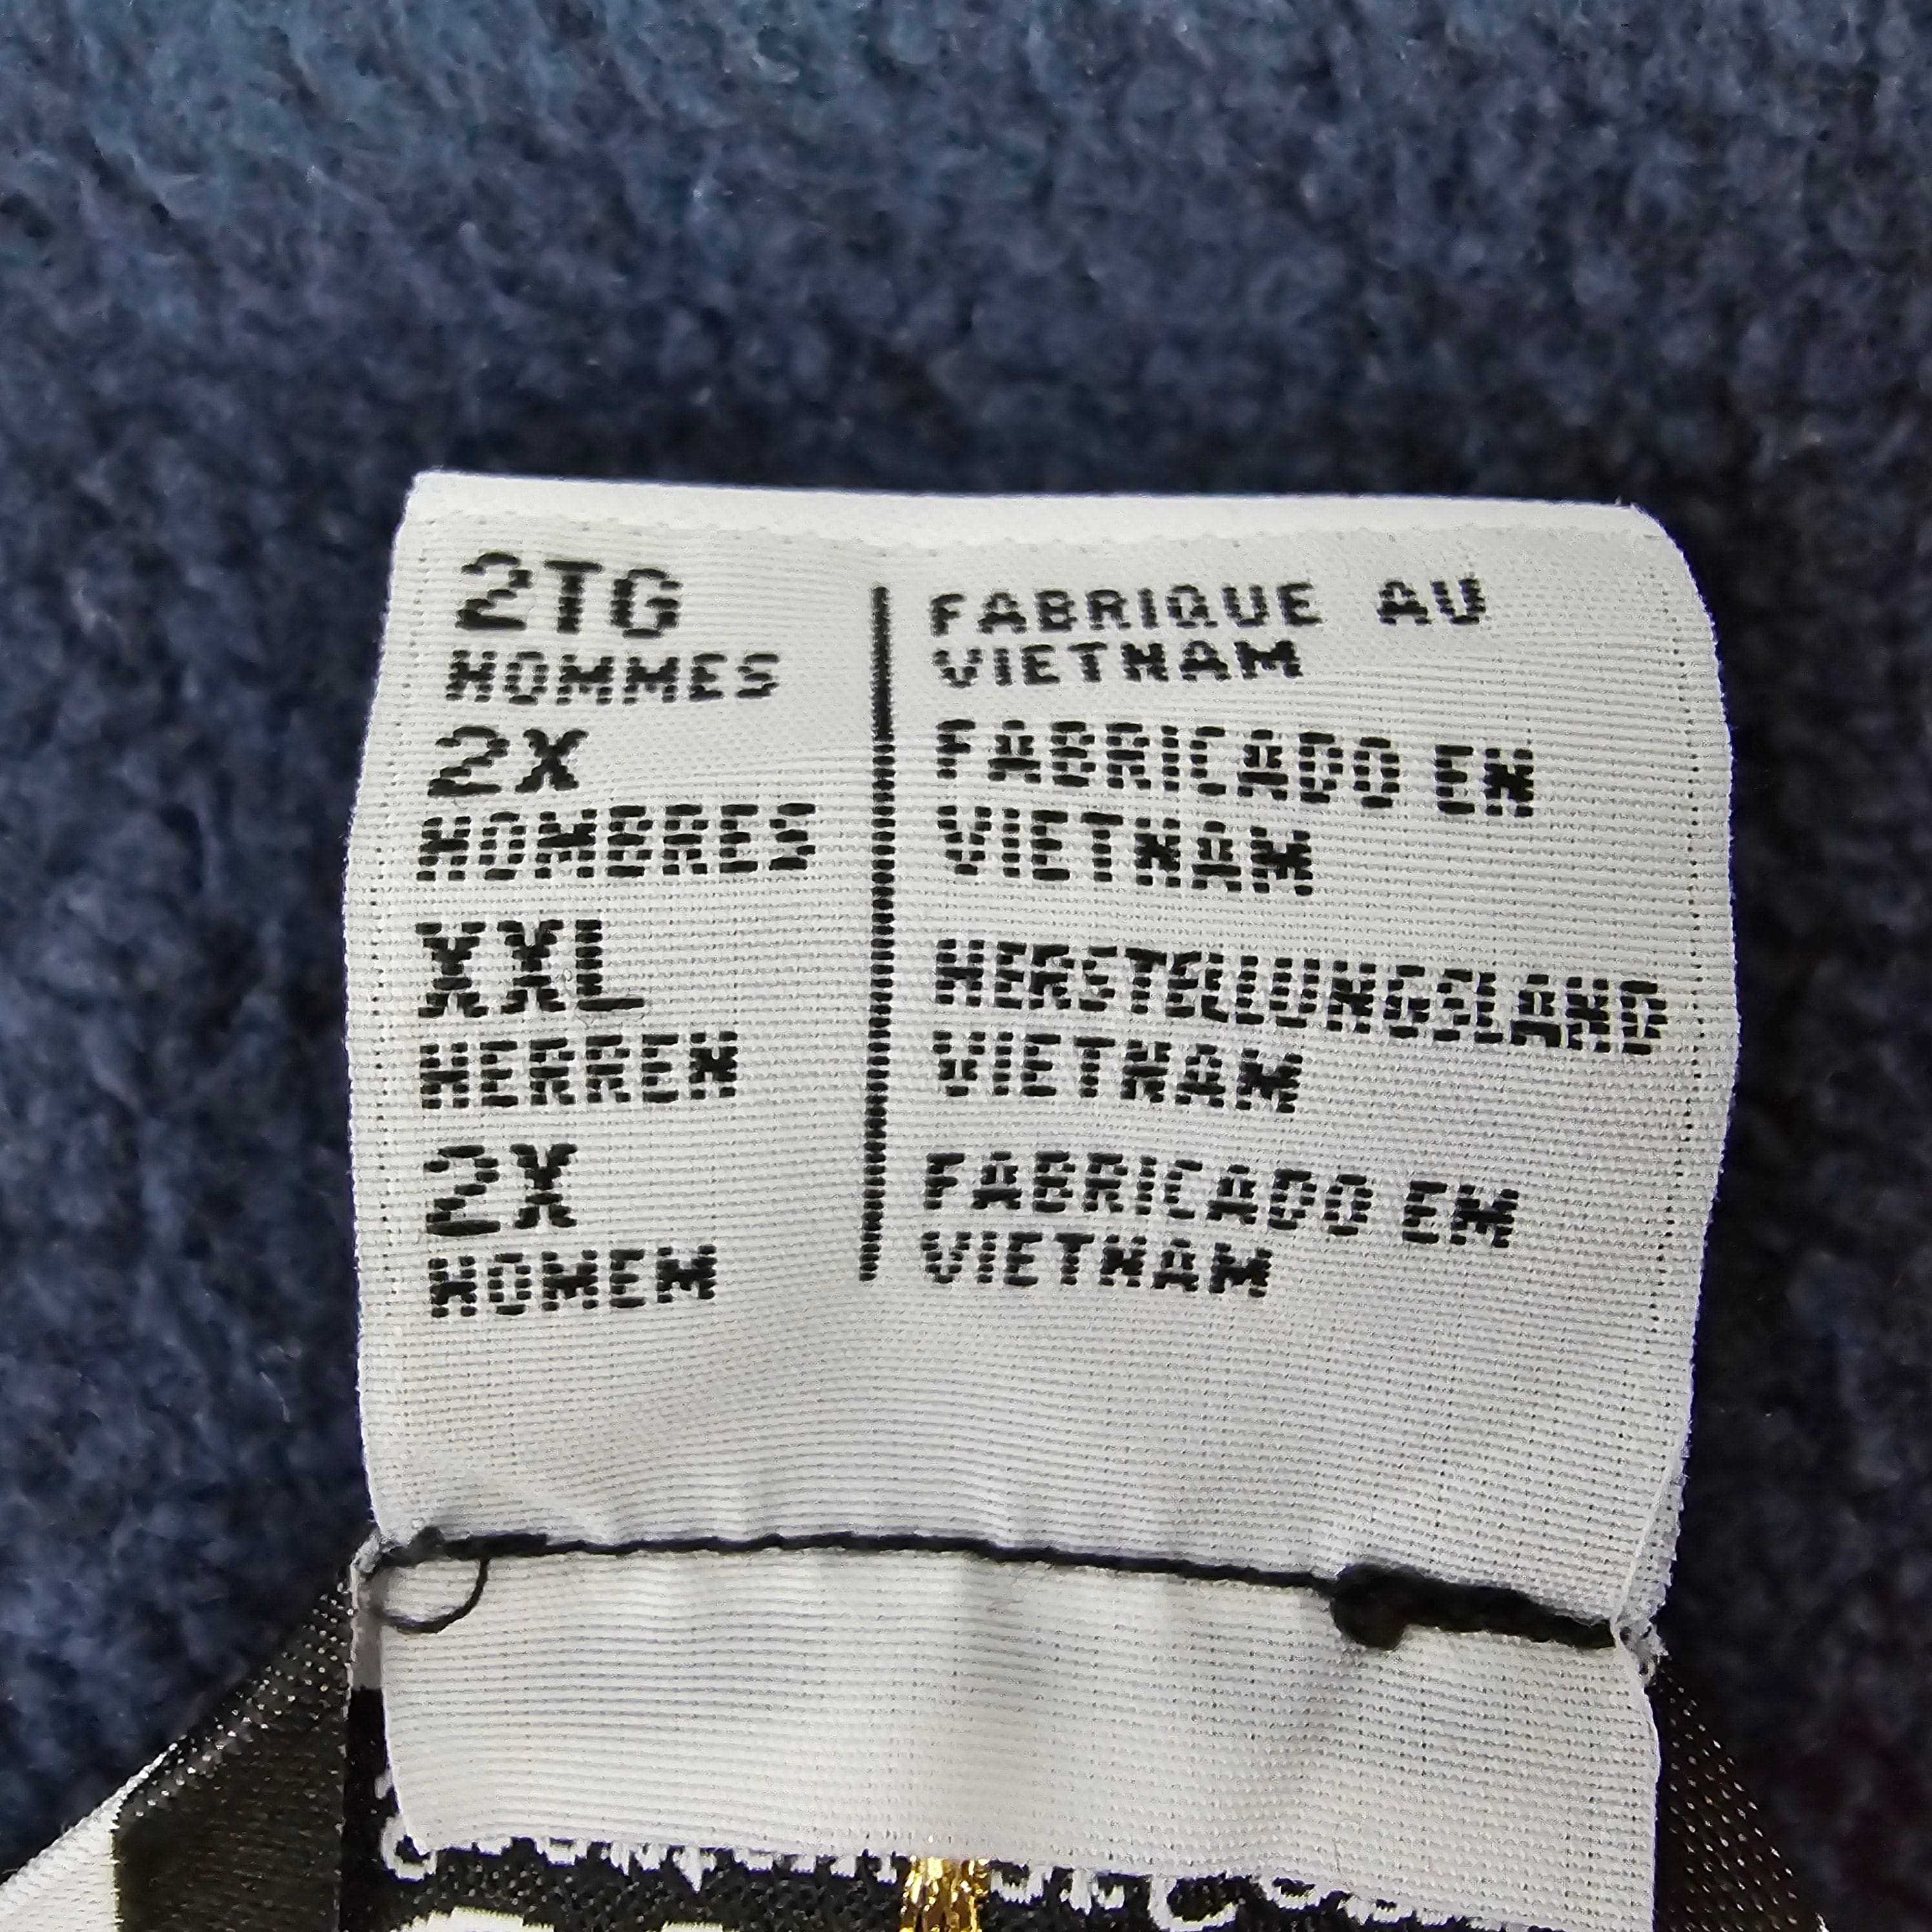 2TG
HOMMES
2X
HOMBRES
XXL
HERREN
2X
HOMEM
FABRIQUE AU
VIETNAM
FABRICADO EN
VIETNAM
HERSTELLUNGSLAND
VIETNAM
FABRICADO EM
VIETNAM